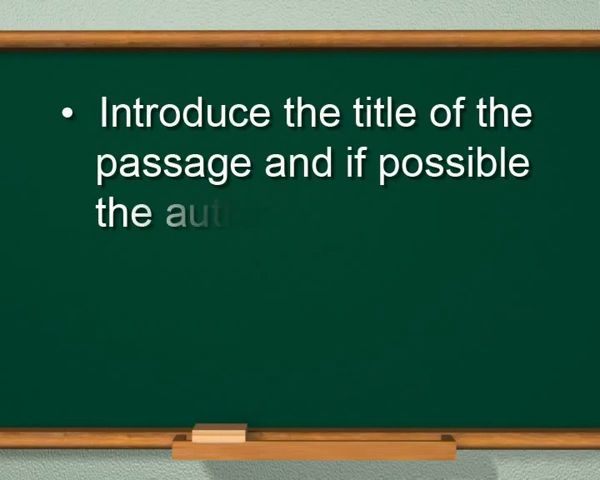 • Introduce the title of the
passage and if possible
the